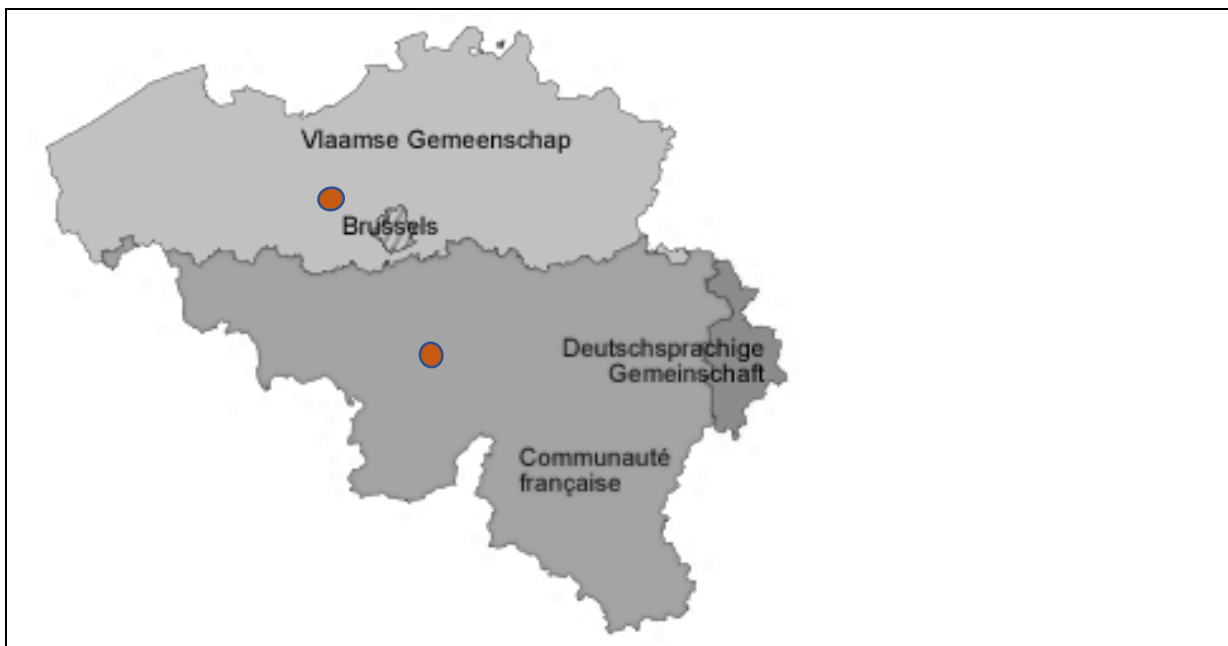 Vlaamse Gemeenschap
Brussels
Deutschsprachige
Gemeinschaft
Communauté
française